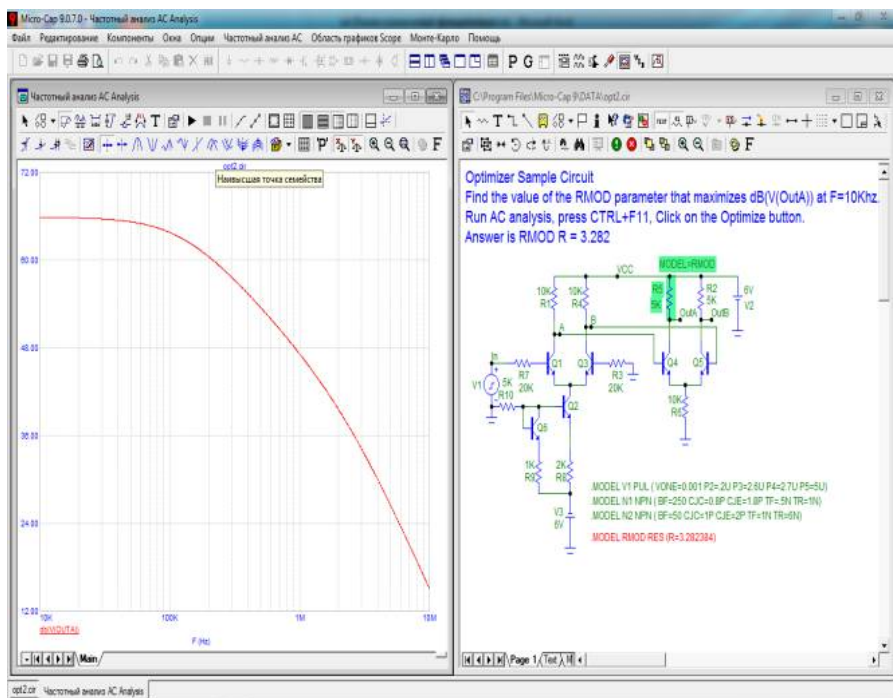 Micro-Cap 9.0.7.0 - Частотный анализ AC Analysis
Файл Редактирование Компоненты Окна Опции Частотный анализ AC Область графиков Scope Монте-Карло Помощь
P G
Частотный анализ AC Analysis
opt2.cir
Наивысшая точка семейства
72.00
60.00
48.00
36.00
24.00
12.00
10K
100K
1M
10M
F (Hz)
Main
C:\Program Files\Micro-Cap 9\DATA\opt2.cir
Optimizer Sample Circuit
Find the value of the RMOD parameter that maximizes dB(V(OutA)) at F=10Khz.
Run AC analysis, press CTRL+F11, Click on the Optimize button.
Answer is RMOD R = 3.282
VCC
MODEL=RMOD
10K
R1
10K
R4
R5
5K
R2
5K
6V
V2
OutA
OutB
A
B
In
R7
20K
Q1
Q3
R3
20K
Q4
Q5
V1
5K
R10
Q2
Q6
10K
R6
1K
R9
2K
R8
V3
6V
.MODEL V1 PUL ( VONE=0.001 P2=.2U P3=2.6U P4=2.7U P5=5U)
.MODEL N1 NPN ( BF=250 CJC=0.8P CJE=1.8P TF=.5N TR=1N)
.MODEL N2 NPN ( BF=50 CJC=1P CJE=2P TF=1N TR=6N)
.MODEL RMOD RES (R=3.282384)
Page 1
Text
opt2.cir
Частотный анализ AC Analysis